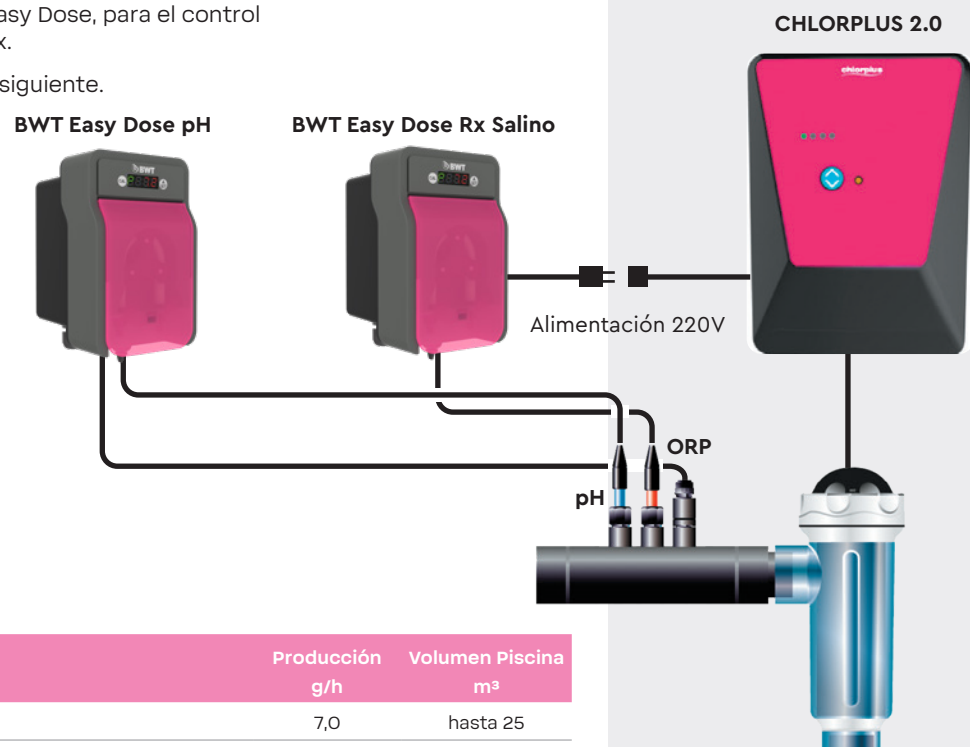 asy Dose, para el control
x.
siguiente.
CHLORPLUS 2.0
chlorplus
BWT Easy Dose pH
BWT Easy Dose Rx Salino
BWT
BWT
Alimentación 220V
ORP
pH
Producción Volumen Piscina
g/h m³
7,0 hasta 25